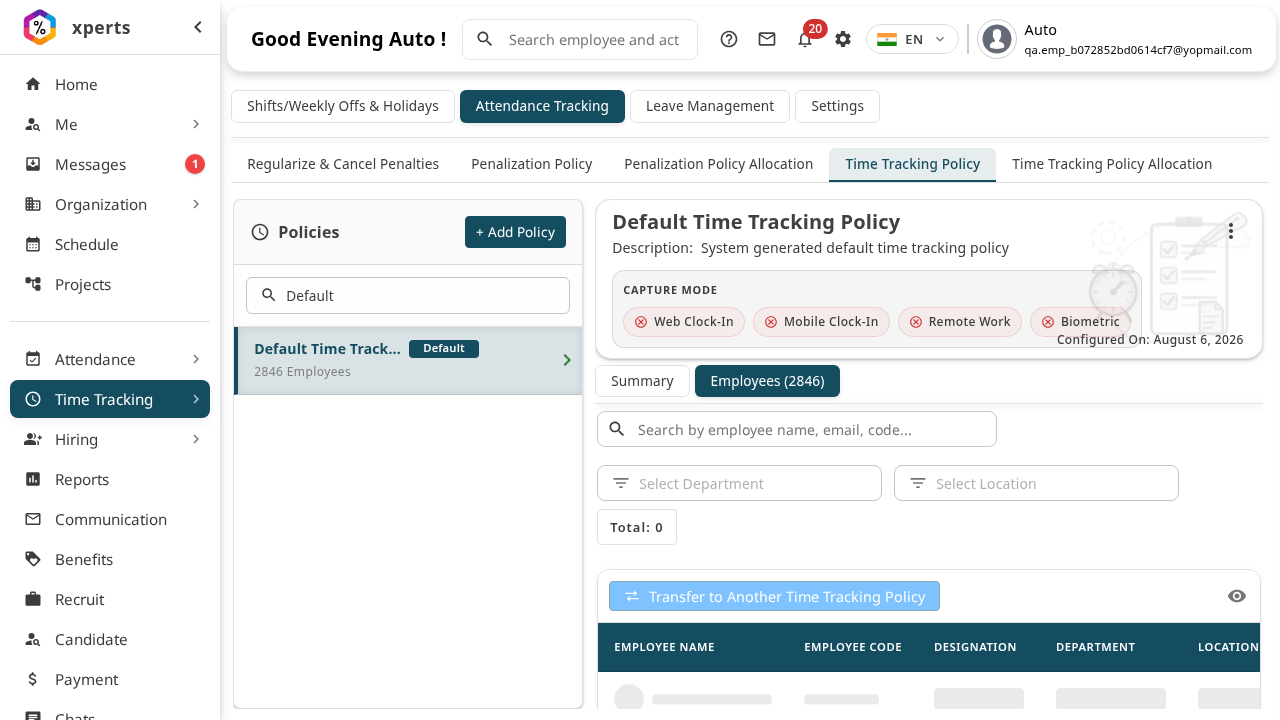 xperts
Good Evening Auto !
Search employee and act
20
EN
Auto
qa.emp_b072852bd0614cf7@yopmail.com
Home
Me
Messages
1
Organization
Schedule
Projects
Attendance
Time Tracking
Hiring
Reports
Communication
Benefits
Recruit
Candidate
Payment
Chats
Shifts/Weekly Offs & Holidays
Attendance Tracking
Leave Management
Settings
Regularize & Cancel Penalties
Penalization Policy
Penalization Policy Allocation
Time Tracking Policy
Time Tracking Policy Allocation
Policies
+ Add Policy
Default
Default Time Track...
Default
2846 Employees
Default Time Tracking Policy
Description: System generated default time tracking policy
CAPTURE MODE
Web Clock-In
Mobile Clock-In
Remote Work
Biometric
Configured On: August 6, 2026
Summary
Employees (2846)
Search by employee name, email, code...
Select Department
Select Location
Total: 0
Transfer to Another Time Tracking Policy
EMPLOYEE NAME
EMPLOYEE CODE
DESIGNATION
DEPARTMENT
LOCATION